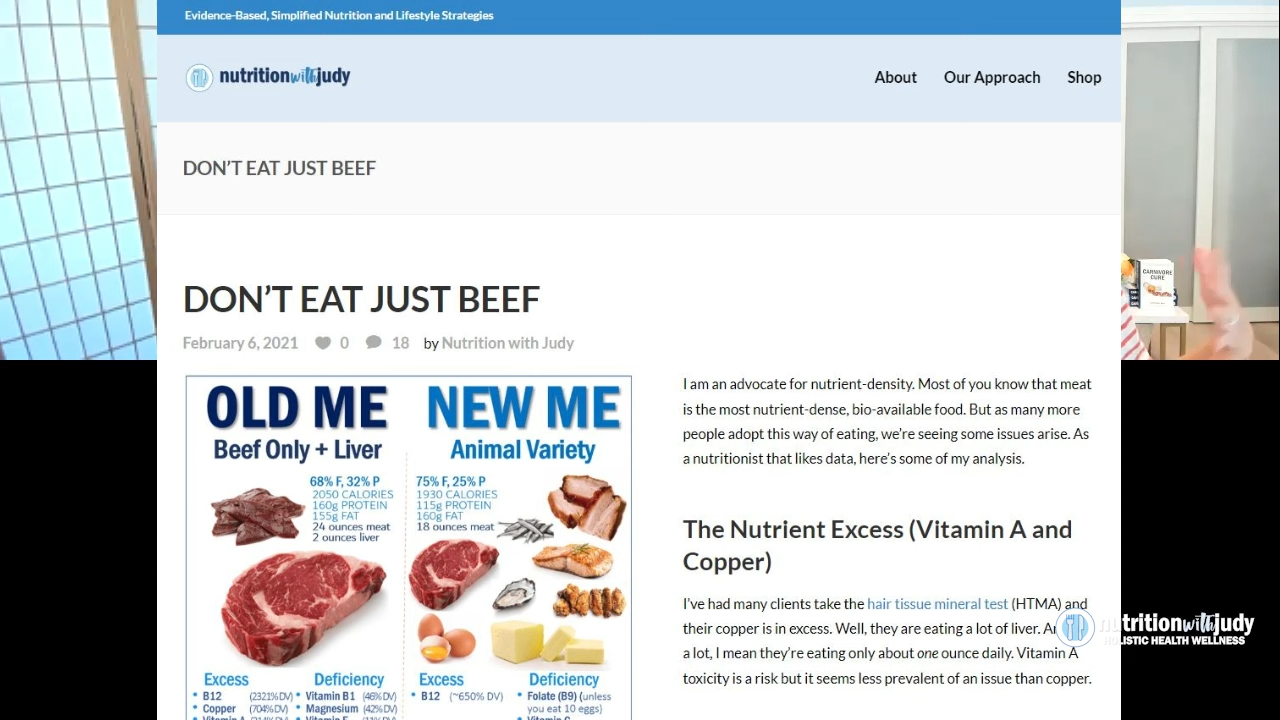 Evidence-Based, Simplified Nutrition and Lifestyle Strategies
nutritionwithjudy
About
Our Approach
Shop
DON'T EAT JUST BEEF
DON'T EAT JUST BEEF
February 6, 2021 0 18 by Nutrition with Judy
OLD ME
Beef Only + Liver
68% F, 32% P
2050 CALORIES
160g PROTEIN
155g FAT
24 ounces meat
2 ounces liver
NEW ME
Animal Variety
75% F, 25% P
1930 CALORIES
115g PROTEIN
160g FAT
18 ounces meat
Excess
• B12 (2321%DV)
• Copper (704%DV)
Deficiency
• Vitamin B1 (46%DV)
• Magnesium (42%DV)
Excess
• B12 (~650% DV)
Deficiency
• Folate (B9) (unless
you eat 10 eggs)
I am an advocate for nutrient-density. Most of you know that meat
is the most nutrient-dense, bio-available food. But as many more
people adopt this way of eating, we're seeing some issues arise. As
a nutritionist that likes data, here's some of my analysis.
The Nutrient Excess (Vitamin A and
Copper)
I've had many clients take the hair tissue mineral test (HTMA) and
their copper is in excess. Well, they are eating a lot of liver.
a lot, I mean they're eating only about one ounce daily. Vitamin A
toxicity is a risk but it seems less prevalent of an issue than copper.
CARNIVORE
CURE
nutritionwithjudy
HOLISTIC HEALTH WELLNESS